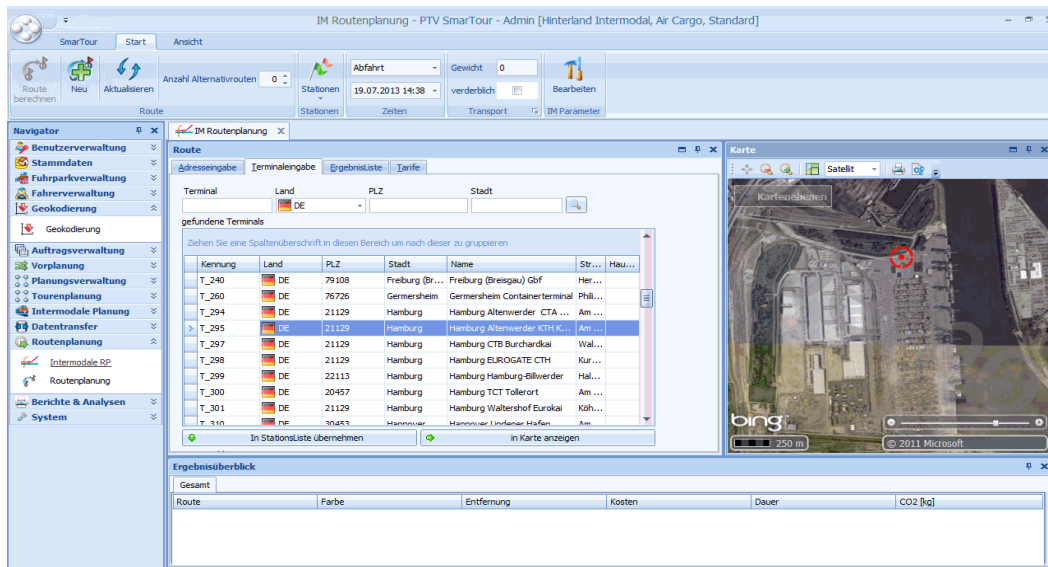 IM Routenplanung - PTV SmarTour - Admin [Hinterland Intermodal, Air Cargo, Standard]
SmarTour Start Ansicht
Route berechnen
Neu
Aktualisieren
Anzahl Alternativrouten 0
Stationen
Abfahrt
19.07.2013 14:38
Gewicht 0
verderblich
Bearbeiten
Route Stationen Zeiten Transport IM Parameter
Navigator
Benutzerverwaltung
Stammdaten
Fuhrparkverwaltung
Fahrerverwaltung
Geokodierung
Geokodierung
Auftragsverwaltung
Vorplanung
Planungsverwaltung
Tourenplanung
Intermodale Planung
Datentransfer
Routenplanung
Intermodale RP
Routenplanung
Berichte & Analysen
System
IM Routenplanung
Route
Adresseingabe Terminaleingabe ErgebnisListe Tarife
Terminal Land PLZ Stadt
DE
gefundene Terminals
Ziehen Sie eine Spaltenüberschrift in diesen Bereich um nach dieser zu gruppieren
Kennung Land PLZ Stadt Name Str... Hau...
T_240 DE 79108 Freiburg (Br... Freiburg (Breisgau) Gbf Her...
T_260 DE 76726 Germersheim Germersheim Containerterminal Phili...
T_294 DE 21129 Hamburg Hamburg Altenwerder CTA ... Am ...
T_295 DE 21129 Hamburg Hamburg Altenwerder KTH K... Am ...
T_297 DE 21129 Hamburg Hamburg CTB Burchardkai Wal...
T_298 DE 21129 Hamburg Hamburg EUROGATE CTH Kur...
T_299 DE 22113 Hamburg Hamburg Hamburg-Billwerder Hal...
T_300 DE 20457 Hamburg Hamburg TCT Tollerort Am ...
T_301 DE 21129 Hamburg Hamburg Waltershof Eurokai Köh...
T_310 DE 30453 Hannover Hannover Lindener Hafen Am
In StationsListe übernehmen in Karte anzeigen
Karte
Satellit
Kartenebenen
bing
250 m © 2011 Microsoft
Ergebnisüberblick
Gesamt
Route Farbe Entfernung Kosten Dauer CO2 [kg]